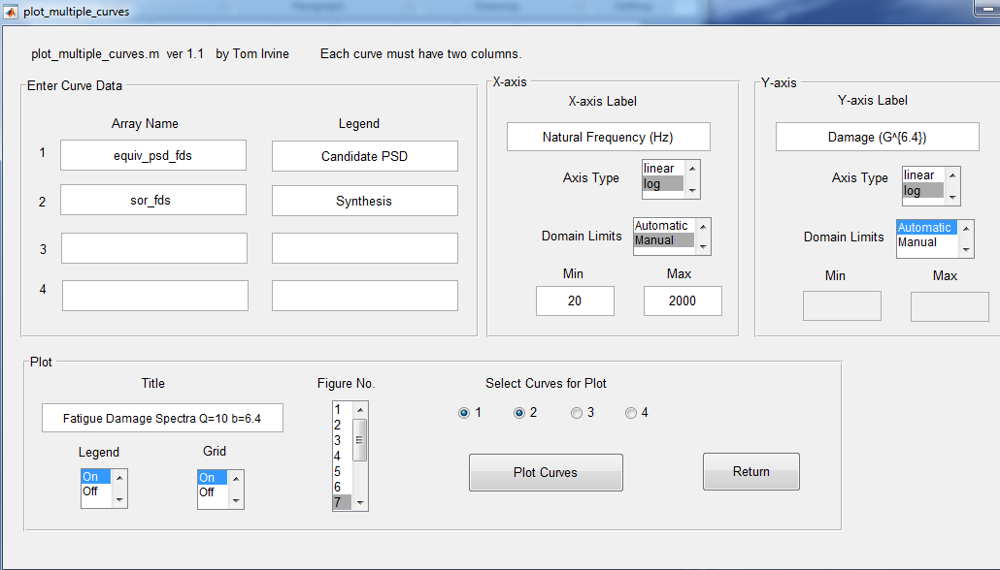 plot_multiple_curves
plot_multiple_curves.m ver 1.1 by Tom Irvine Each curve must have two columns.
Enter Curve Data
Array Name Legend
1 equiv_psd_fds Candidate PSD
2 sor_fds Synthesis
3
4
X-axis
X-axis Label
Natural Frequency (Hz)
Axis Type linear
log
Domain Limits Automatic
Manual
Min Max
20 2000
Y-axis
Y-axis Label
Damage (G^{6.4})
Axis Type linear
log
Domain Limits Automatic
Manual
Min Max
Plot
Title
Fatigue Damage Spectra Q=10 b=6.4
Legend Grid
On On
Off Off
Figure No.
1
2
3
4
5
6
7
Select Curves for Plot
1 2 3 4
Plot Curves Return